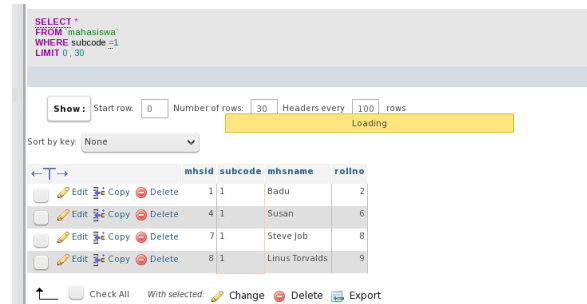 SELECT *
FROM `mahasiswa`
WHERE subcode =1
LIMIT 0 , 30
Show : Start row: 0 Number of rows: 30 Headers every 100 rows
Loading
Sort by key: None
←T→ mhsid subcode mhsname rollno
Edit Copy Delete 1 1 Badu 2
Edit Copy Delete 4 1 Susan 6
Edit Copy Delete 7 1 Steve Job 8
Edit Copy Delete 8 1 Linus Torvalds 9
Check All With selected: Change Delete Export